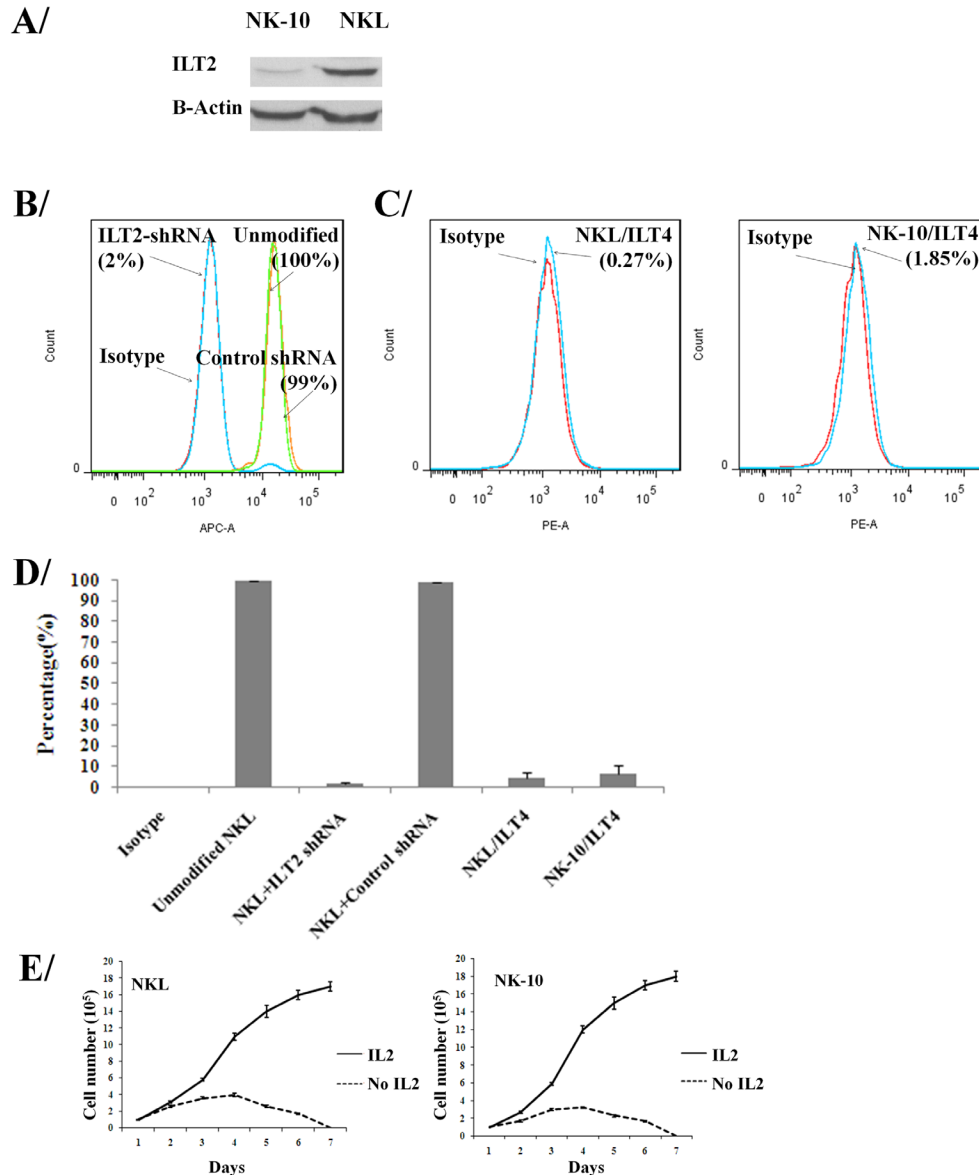 A/
NK-10 NKL
ILT2
B-Actin
B/
ILT2-shRNA Unmodified
(2%) (100%)
Isotype Control shRNA
(99%)
Count
0
0 10^2 10^3 10^4 10^5
APC-A
C/
Isotype NKL/ILT4
(0.27%)
Count
0
0 10^2 10^3 10^4 10^5
PE-A
Isotype NK-10/ILT4
(1.85%)
Count
0
0 10^2 10^3 10^4 10^5
PE-A
D/
Percentage(%)
100
90
80
70
60
50
40
30
20
10
0
Isotype
Unmodified NKL
NKL+ILT2 shRNA
NKL+Control shRNA
NKL/ILT4
NK-10/ILT4
E/
NKL
Cell number (10^5)
20
18
16
14
12
10
8
6
4
2
0
1 2 3 4 5 6 7
Days
IL2
No IL2
NK-10
Cell number (10^5)
20
18
16
14
12
10
8
6
4
2
0
1 2 3 4 5 6 7
Days
IL2
No IL2